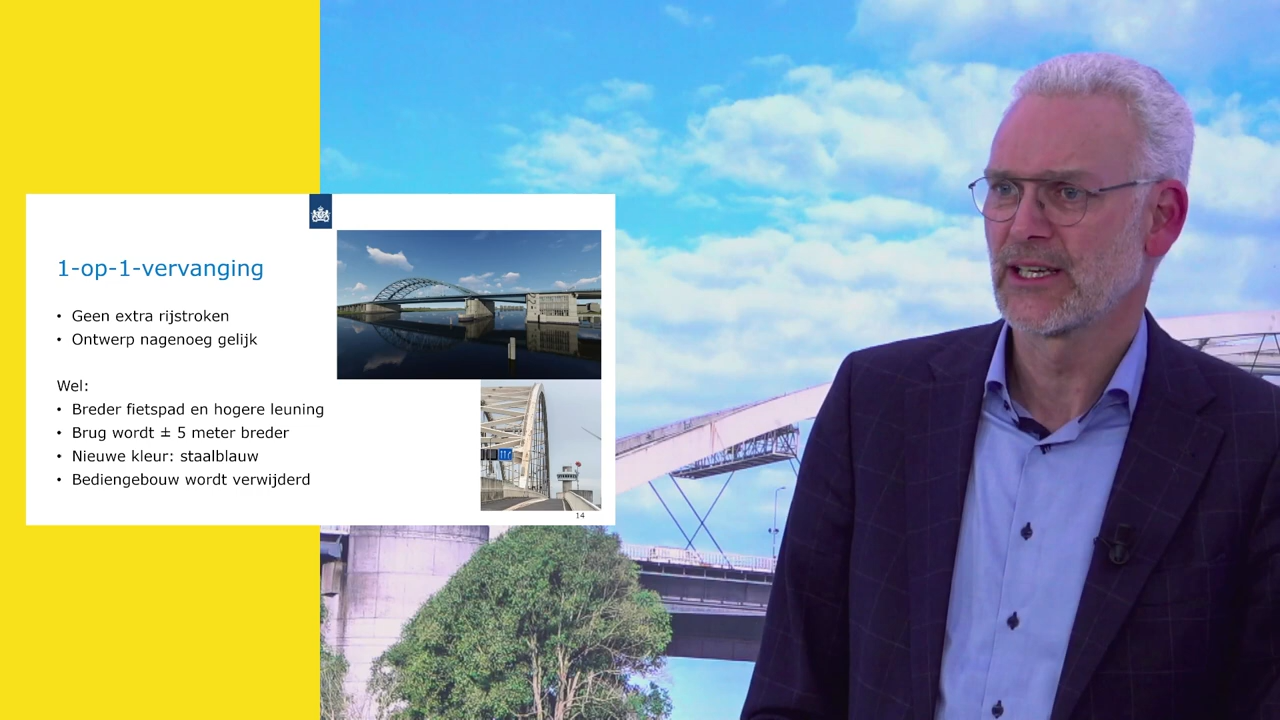 1-op-1-vervanging
• Geen extra rijstroken
• Ontwerp nagenoeg gelijk
Wel:
• Breder fietspad en hogere leuning
• Brug wordt ± 5 meter breder
• Nieuwe kleur: staalblauw
• Bediengebouw wordt verwijderd
14